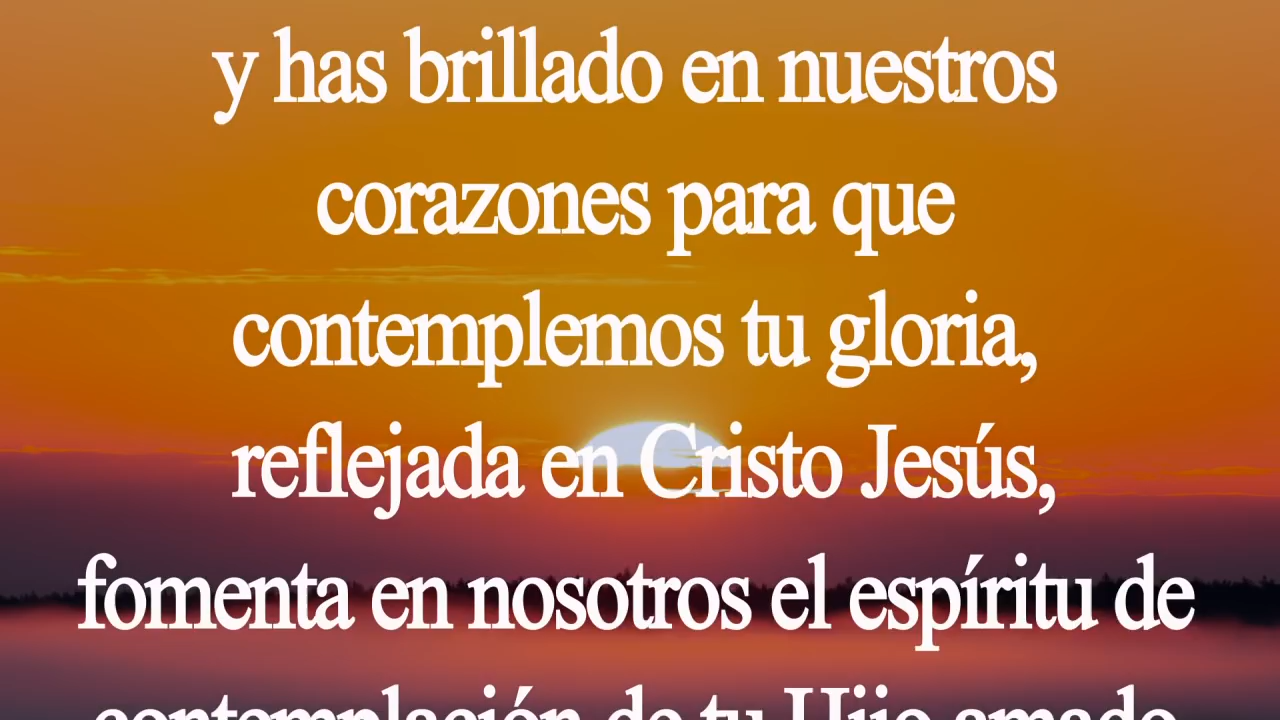 y has brillado en nuestros
corazones para que
contemplemos tu gloria,
reflejada en Cristo Jesús,
fomenta en nosotros el espíritu de
contemplación de tu Hijo amado